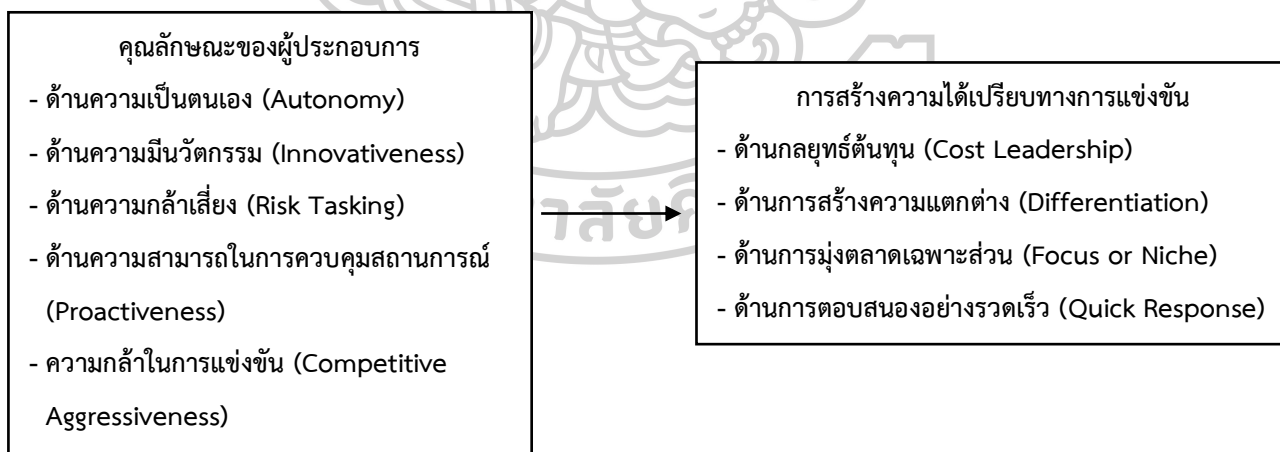 คุณลักษณะของผู้ประกอบการ
- ด้านความเป็นตนเอง (Autonomy)
- ด้านความมีนวัตกรรม (Innovativeness)
- ด้านความกล้าเสี่ยง (Risk Tasking)
- ด้านความสามารถในการควบคุมสถานการณ์
(Proactiveness)
- ความกล้าในการแข่งขัน (Competitive
Aggressiveness)
การสร้างความได้เปรียบทางการแข่งขัน
- ด้านกลยุทธ์ต้นทุน (Cost Leadership)
- ด้านการสร้างความแตกต่าง (Differentiation)
- ด้านการมุ่งตลาดเฉพาะส่วน (Focus or Niche)
- ด้านการตอบสนองอย่างรวดเร็ว (Quick Response)